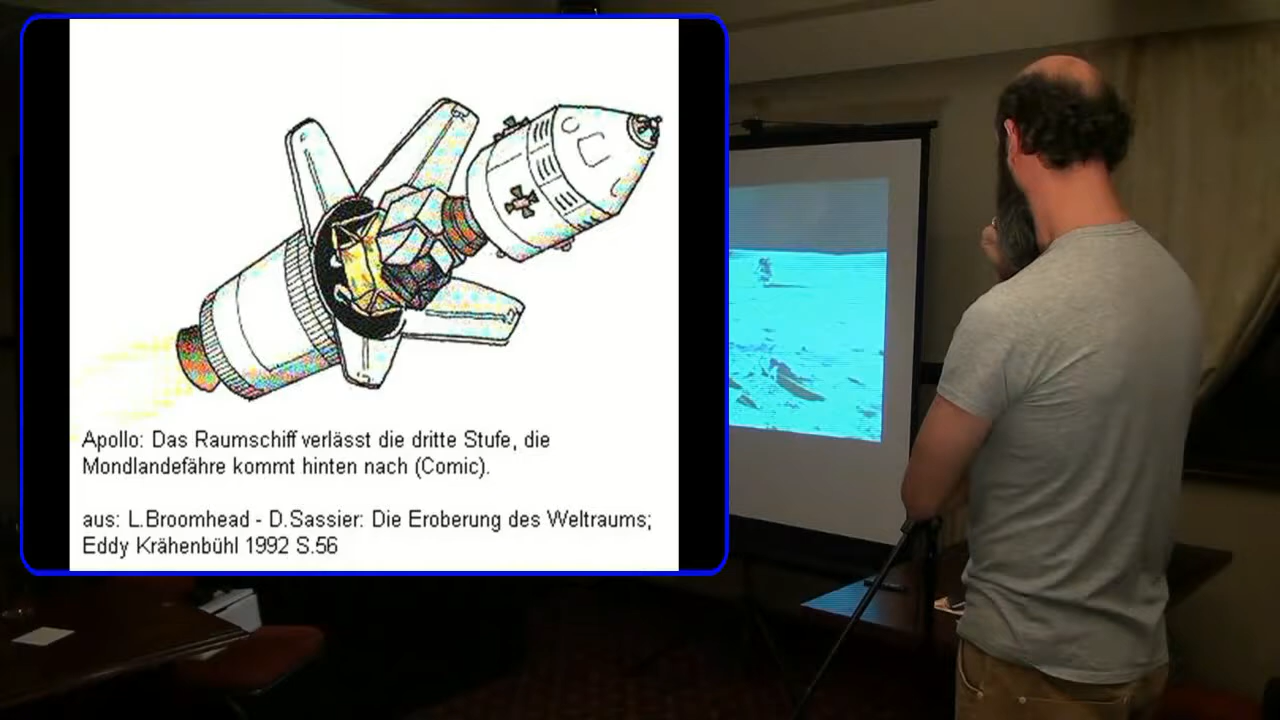 Apollo: Das Raumschiff verlässt die dritte Stufe, die
Mondlandefähre kommt hinten nach (Comic).
aus: L.Broomhead - D.Sassier: Die Eroberung des Weltraums;
Eddy Krähenbühl 1992 S.56